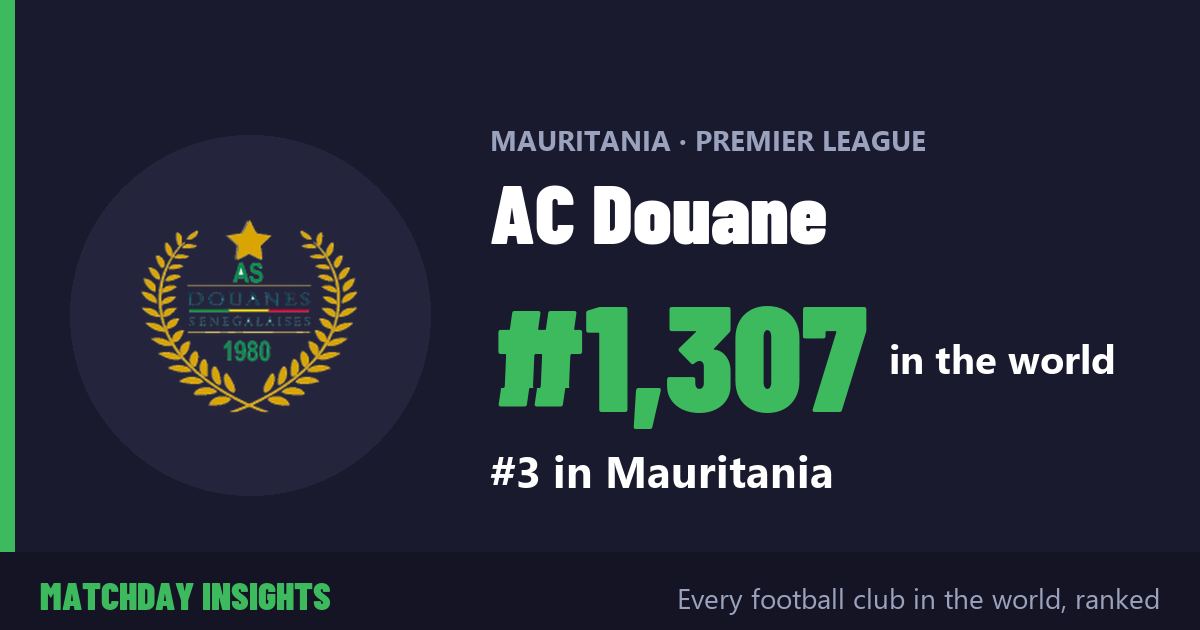 MAURITANIA · PREMIER LEAGUE
AC Douane
#1,307 in the world
#3 in Mauritania
AS
DOUANES
SENEGALAISES
1980
MATCHDAY INSIGHTS
Every football club in the world, ranked